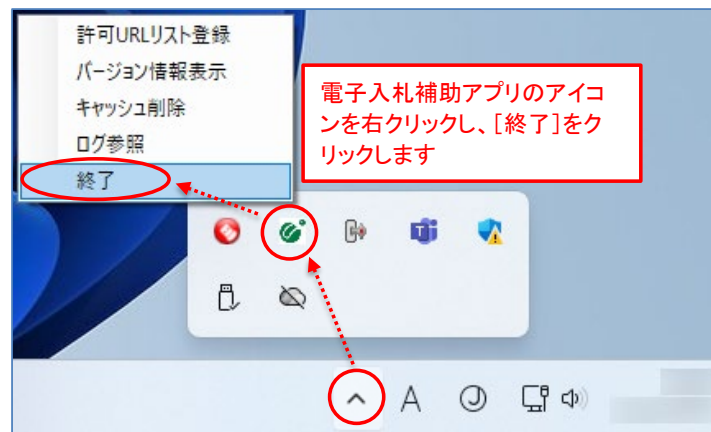 許可URLリスト登録
バージョン情報表示
キャッシュ削除
ログ参照
終了
電子入札補助アプリのアイコ
ンを右クリックし、［終了］をク
リックします
A